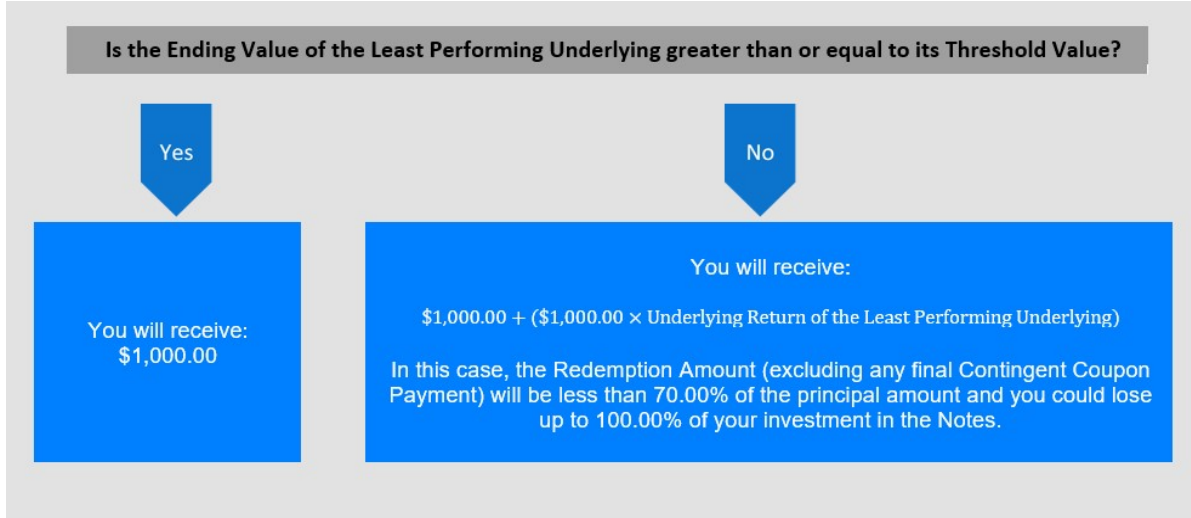 Is the Ending Value of the Least Performing Underlying greater than or equal to its Threshold Value?
Yes
No
You will receive:
$1,000.00
You will receive:
$1,000.00 + ($1,000.00 × Underlying Return of the Least Performing Underlying)
In this case, the Redemption Amount (excluding any final Contingent Coupon
Payment) will be less than 70.00% of the principal amount and you could lose
up to 100.00% of your investment in the Notes.